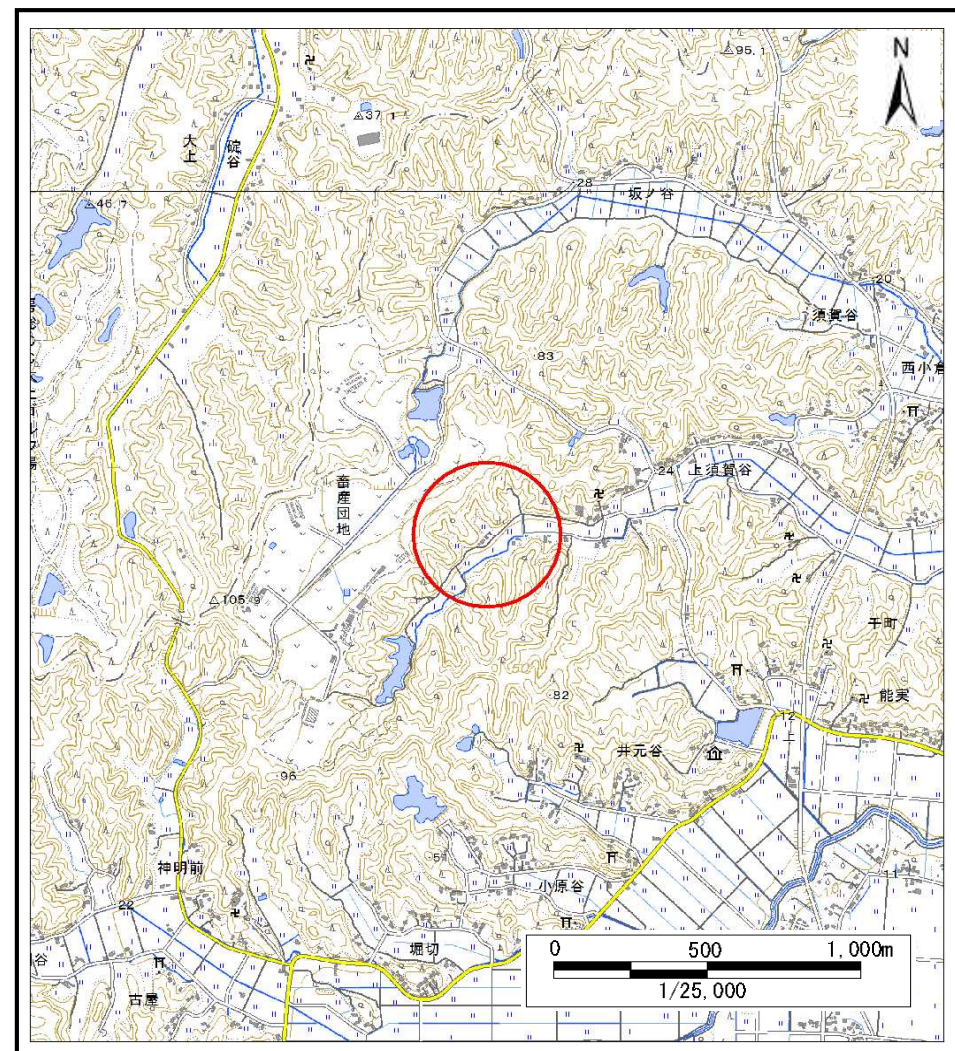 N
95.1
37.1
大上
碇谷
46.7
28
坂ノ谷
20
須賀谷
西小倉
83
24
上須賀谷
畜産団地
105.9
千町
82
能実
12
上
井元谷
96
51
神明前
小原谷
11
22
堀切
谷
古屋
0 500 1,000m
1/25,000